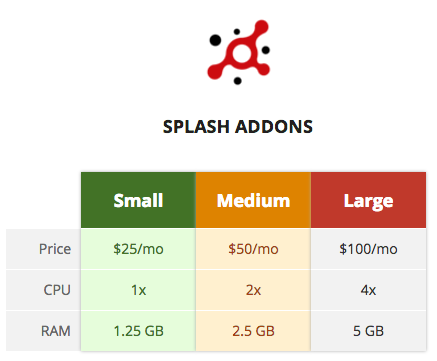 SPLASH ADDONS
Small Medium Large
Price $25/mo $50/mo $100/mo
CPU 1x 2x 4x
RAM 1.25 GB 2.5 GB 5 GB